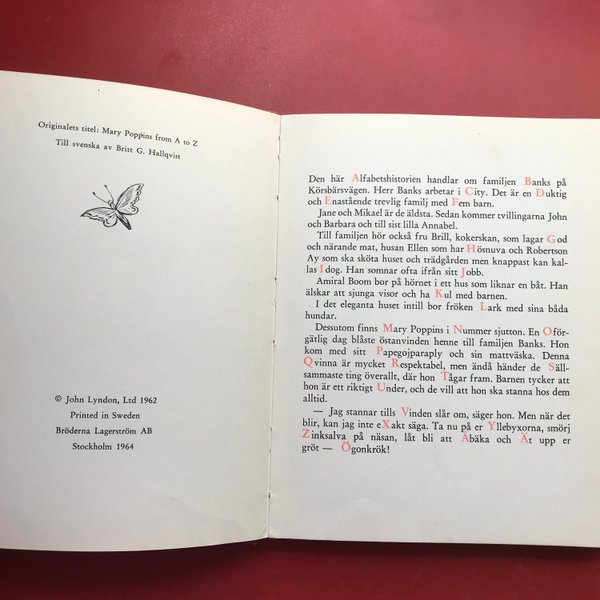 Originalets titel: Mary Poppins from A to Z
Till svenska av Britt G. Hallqvist
© John Lyndon, Ltd 1962
Printed in Sweden
Bröderna Lagerström AB
Stockholm 1964
Den här Alfabetshistorien handlar om familjen Banks på
Körsbärsvägen. Herr Banks arbetar i City. Det är en Duktig
och Enastående trevlig familj med Fem barn.
Jane och Mikael är de äldsta. Sedan kommer tvillingarna John
och Barbara och till sist lilla Annabel.
Till familjen hör också fru Brill, kokerskan, som lagar God
och närande mat, husan Ellen som har Hösnuva och Robertson
Ay som ska sköta huset och trädgården men knappast kan kal-
las Idog. Han somnar ofta ifrån sitt Jobb.
Amiral Boom bor på hörnet i ett hus som liknar en båt. Han
älskar att sjunga visor och ha Kul med barnen.
I det eleganta huset intill bor fröken Lark med sina båda
hundar.
Dessutom finns Mary Poppins i Nummer sjutton. En Oför-
gätlig dag blåste östanvinden henne till familjen Banks. Hon
kom med sitt Papegojparaply och sin mattväska. Denna
Qvinna är mycket Respektabel, men ändå händer de Säll-
sammaste ting överallt, där hon Tågar fram. Barnen tycker att
hon är ett riktigt Under, och de vill att hon ska stanna hos dem
alltid.
— Jag stannar tills Vinden slår om, säger hon. Men när det
blir, kan jag inte eXakt säga. Ta nu på er Yllebyxorna, smörj
Zinksalva på näsan, låt bli att Åbäka och Ät upp er
gröt — Ögonkrök!